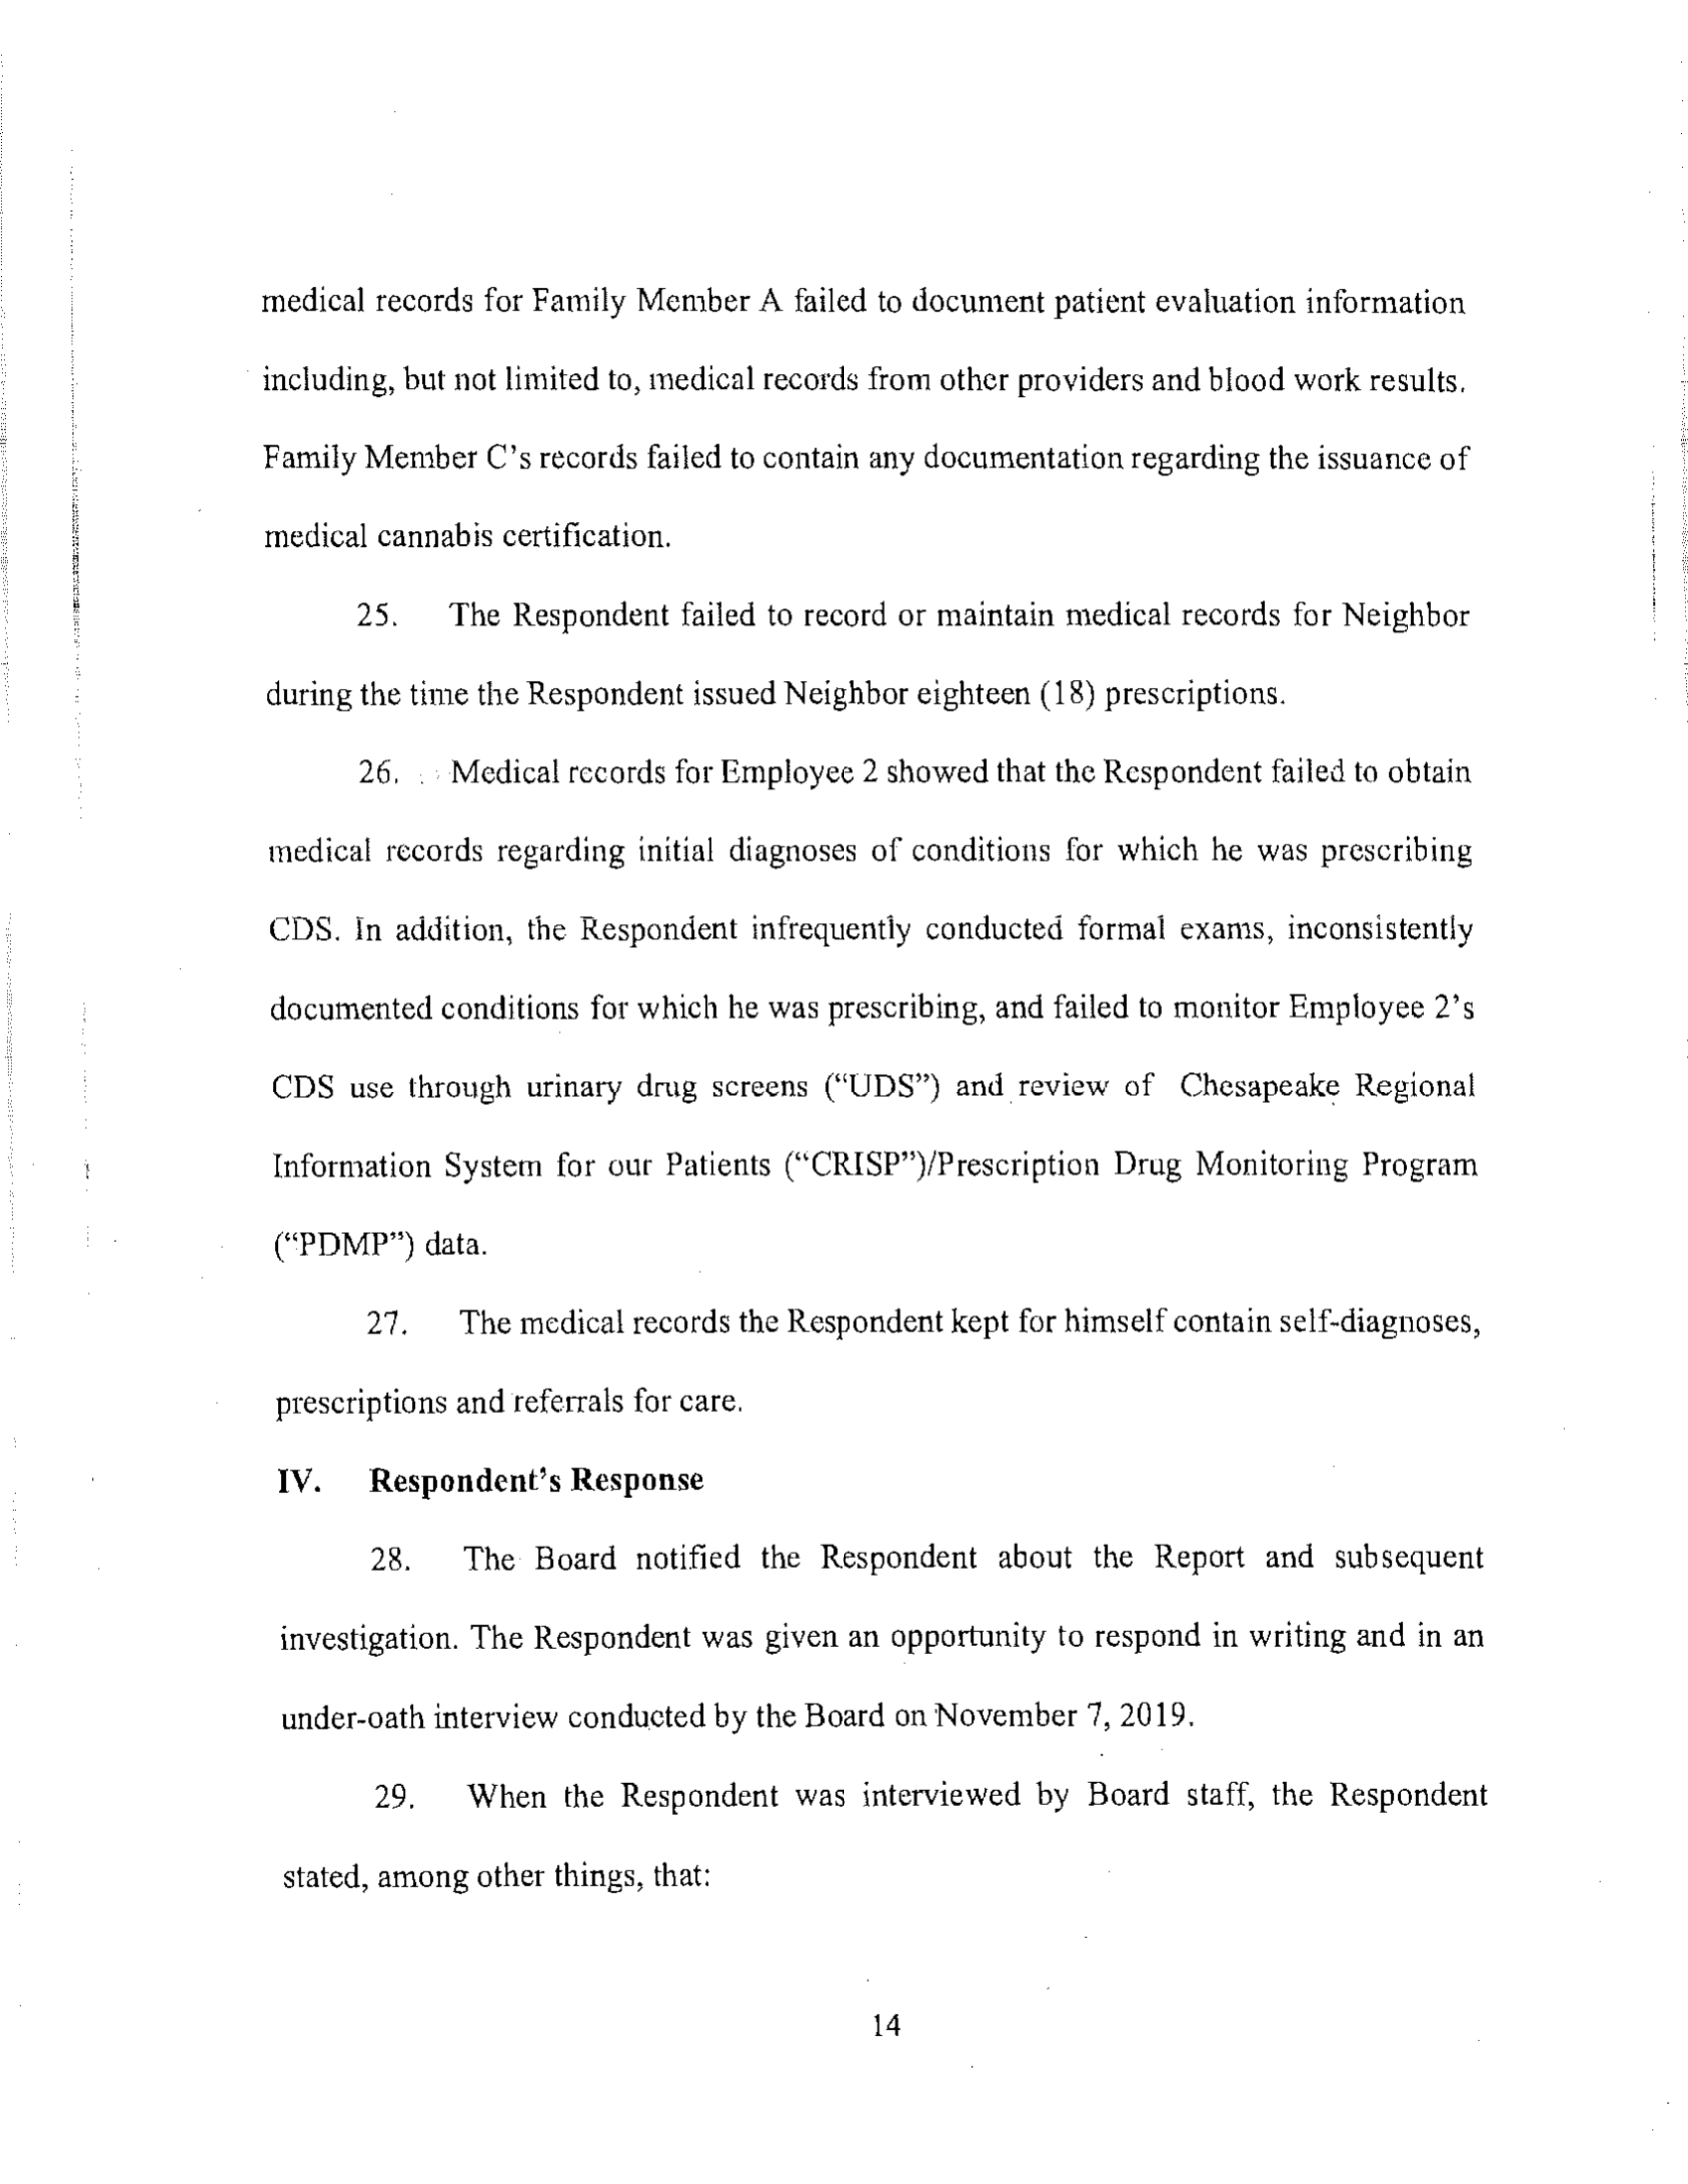 medical records for Family Member A failed to document patient evaluation information
including, but not limited to, medical records from other providers and blood work results.
Family Member C's records failed to contain any documentation regarding the issuance of
medical cannabis certification.
25. The Respondent failed to record or maintain medical records for Neighbor
during the time the Respondent issued Neighbor eighteen (18) prescriptions.
26. Medical records for Employee 2 showed that the Respondent failed to obtain
medical records regarding initial diagnoses of conditions for which he was prescribing
CDS. In addition, the Respondent infrequently conducted formal exams, inconsistently
documented conditions for which he was prescribing, and failed to monitor Employee 2's
CDS use through urinary drug screens ("UDS") and review of Chesapeake Regional
Information System for our Patients ("CRISP")/Prescription Drug Monitoring Program
("PDMP") data.
27. The medical records the Respondent kept for himself contain self-diagnoses,
prescriptions and referrals for care.
IV. Respondent's Response
28. The Board notified the Respondent about the Report and subsequent
investigation. The Respondent was given an opportunity to respond in writing and in an
under-oath interview conducted by the Board on November 7, 2019.
29. When the Respondent was interviewed by Board staff, the Respondent
stated, among other things, that:
14